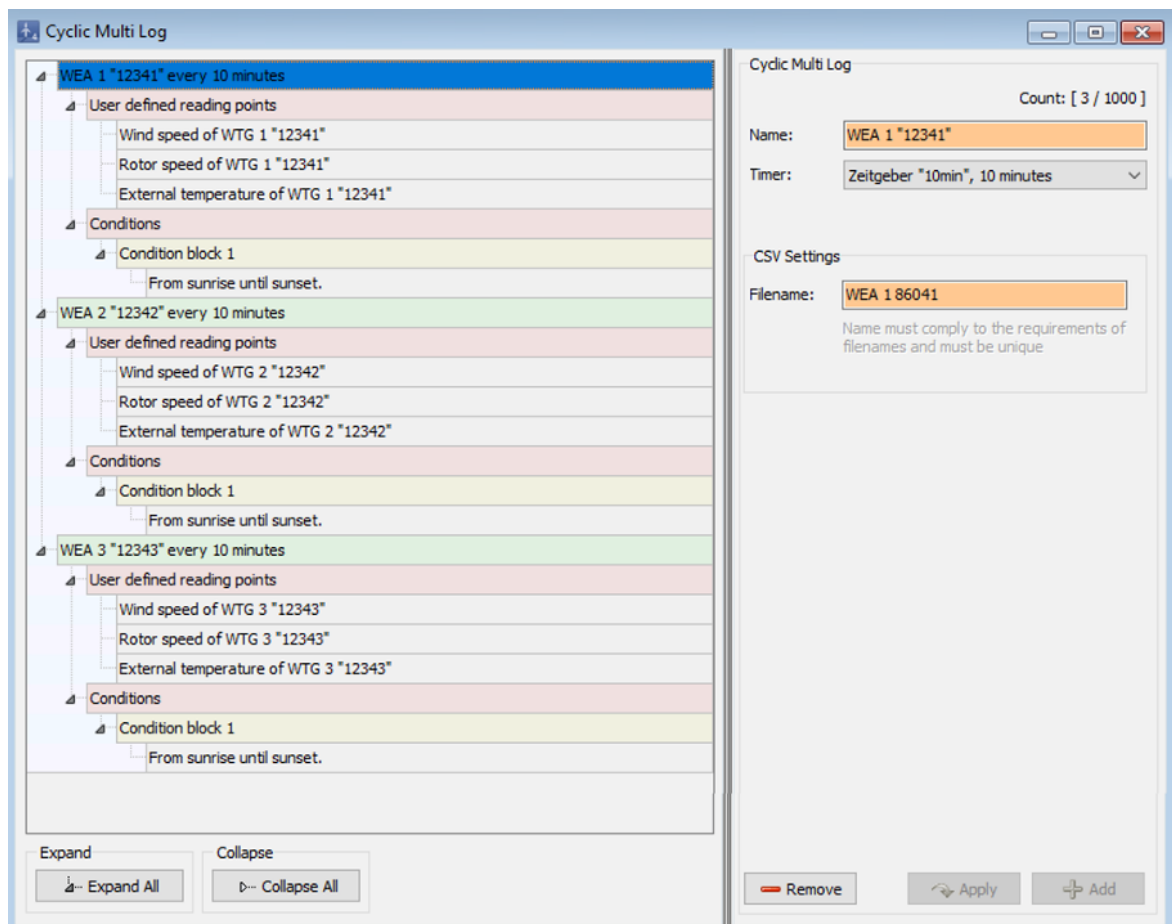 Cyclic Multi Log
WEA 1 "12341" every 10 minutes
User defined reading points
Wind speed of WTG 1 "12341"
Rotor speed of WTG 1 "12341"
External temperature of WTG 1 "12341"
Conditions
Condition block 1
From sunrise until sunset.
WEA 2 "12342" every 10 minutes
User defined reading points
Wind speed of WTG 2 "12342"
Rotor speed of WTG 2 "12342"
External temperature of WTG 2 "12342"
Conditions
Condition block 1
From sunrise until sunset.
WEA 3 "12343" every 10 minutes
User defined reading points
Wind speed of WTG 3 "12343"
Rotor speed of WTG 3 "12343"
External temperature of WTG 3 "12343"
Conditions
Condition block 1
From sunrise until sunset.
Expand
Expand All
Collapse
Collapse All
Cyclic Multi Log
Count: [ 3 / 1000 ]
Name: WEA 1 "12341"
Timer: Zeitgeber "10min", 10 minutes
CSV Settings
Filename: WEA 1 86041
Name must comply to the requirements of
filenames and must be unique
Remove
Apply
Add